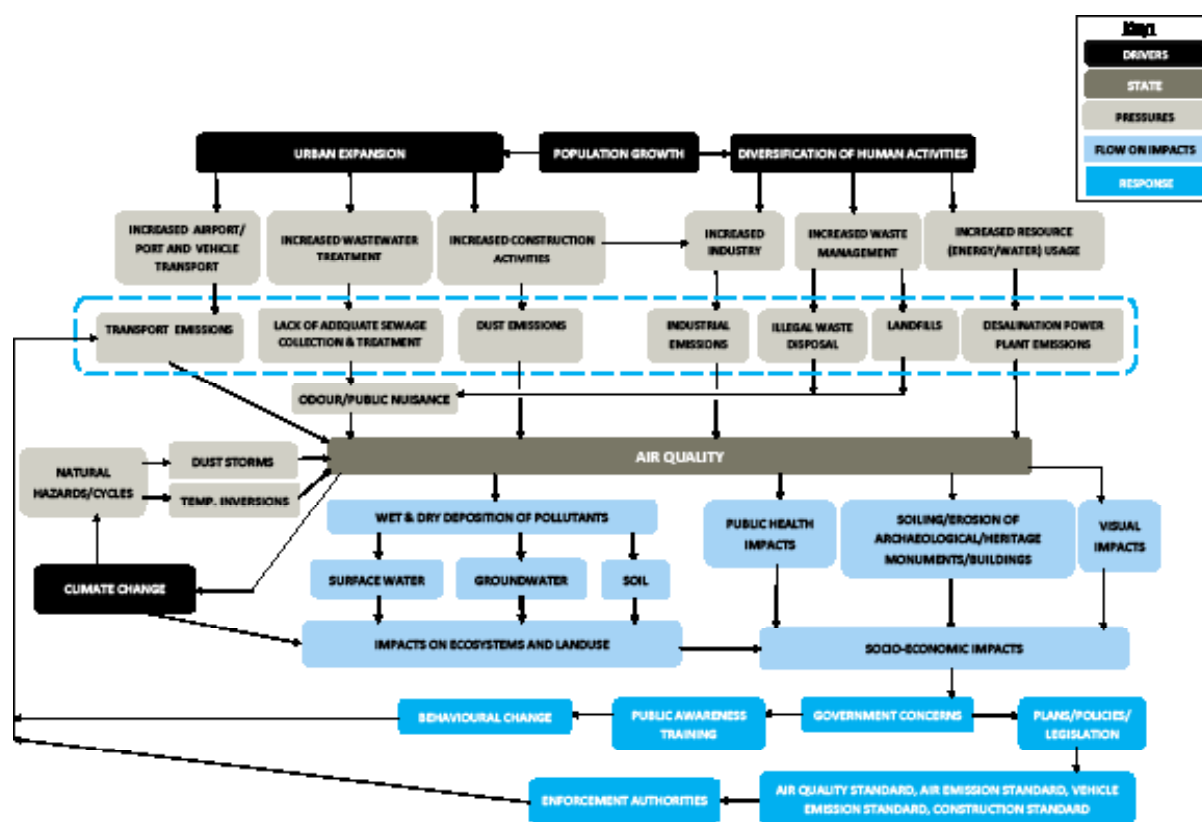 Key:
DRIVERS
STATE
PRESSURES
FLOW ON IMPACTS
RESPONSE
URBAN EXPANSION
POPULATION GROWTH
DIVERSIFICATION OF HUMAN ACTIVITIES
INCREASED AIRPORT/
PORT AND VEHICLE
TRANSPORT
INCREASED WASTEWATER
TREATMENT
INCREASED CONSTRUCTION
ACTIVITIES
INCREASED
INDUSTRY
INCREASED WASTE
MANAGEMENT
INCREASED RESOURCE
(ENERGY/WATER) USAGE
TRANSPORT EMISSIONS
LACK OF ADEQUATE SEWAGE
COLLECTION & TREATMENT
DUST EMISSIONS
INDUSTRIAL
EMISSIONS
ILLEGAL WASTE
DISPOSAL
LANDFILLS
DESALINATION POWER
PLANT EMISSIONS
ODOUR/PUBLIC NUISANCE
AIR QUALITY
NATURAL
HAZARDS/CYCLES
DUST STORMS
TEMP. INVERSIONS
WET & DRY DEPOSITION OF POLLUTANTS
PUBLIC HEALTH
IMPACTS
SOILING/EROSION OF
ARCHAEOLOGICAL/HERITAGE
MONUMENTS/BUILDINGS
VISUAL
IMPACTS
CLIMATE CHANGE
SURFACE WATER
GROUNDWATER
SOIL
IMPACTS ON ECOSYSTEMS AND LANDUSE
SOCIO-ECONOMIC IMPACTS
BEHAVIOURAL CHANGE
PUBLIC AWARENESS
TRAINING
GOVERNMENT CONCERNS
PLANS/POLICIES/
LEGISLATION
ENFORCEMENT AUTHORITIES
AIR QUALITY STANDARD, AIR EMISSION STANDARD, VEHICLE
EMISSION STANDARD, CONSTRUCTION STANDARD